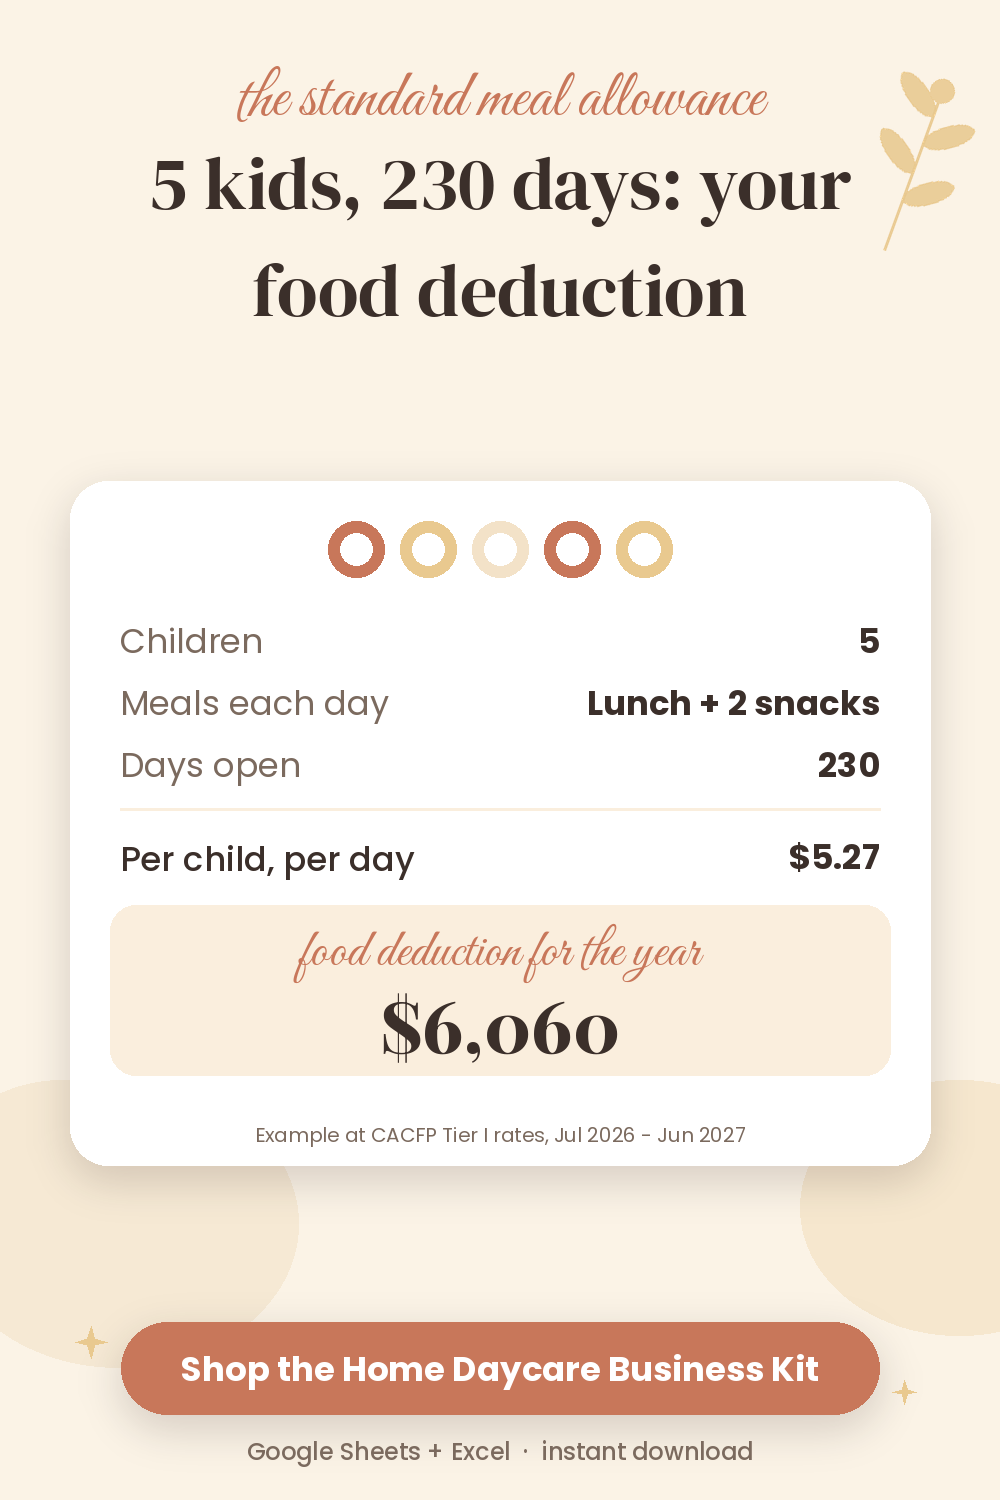 the standard meal allowance
5 kids, 230 days: your
food deduction
Children 5
Meals each day Lunch + 2 snacks
Days open 230
Per child, per day $5.27
food deduction for the year
$6,060
Example at CACFP Tier I rates, Jul 2026 - Jun 2027
Shop the Home Daycare Business Kit
Google Sheets + Excel · instant download